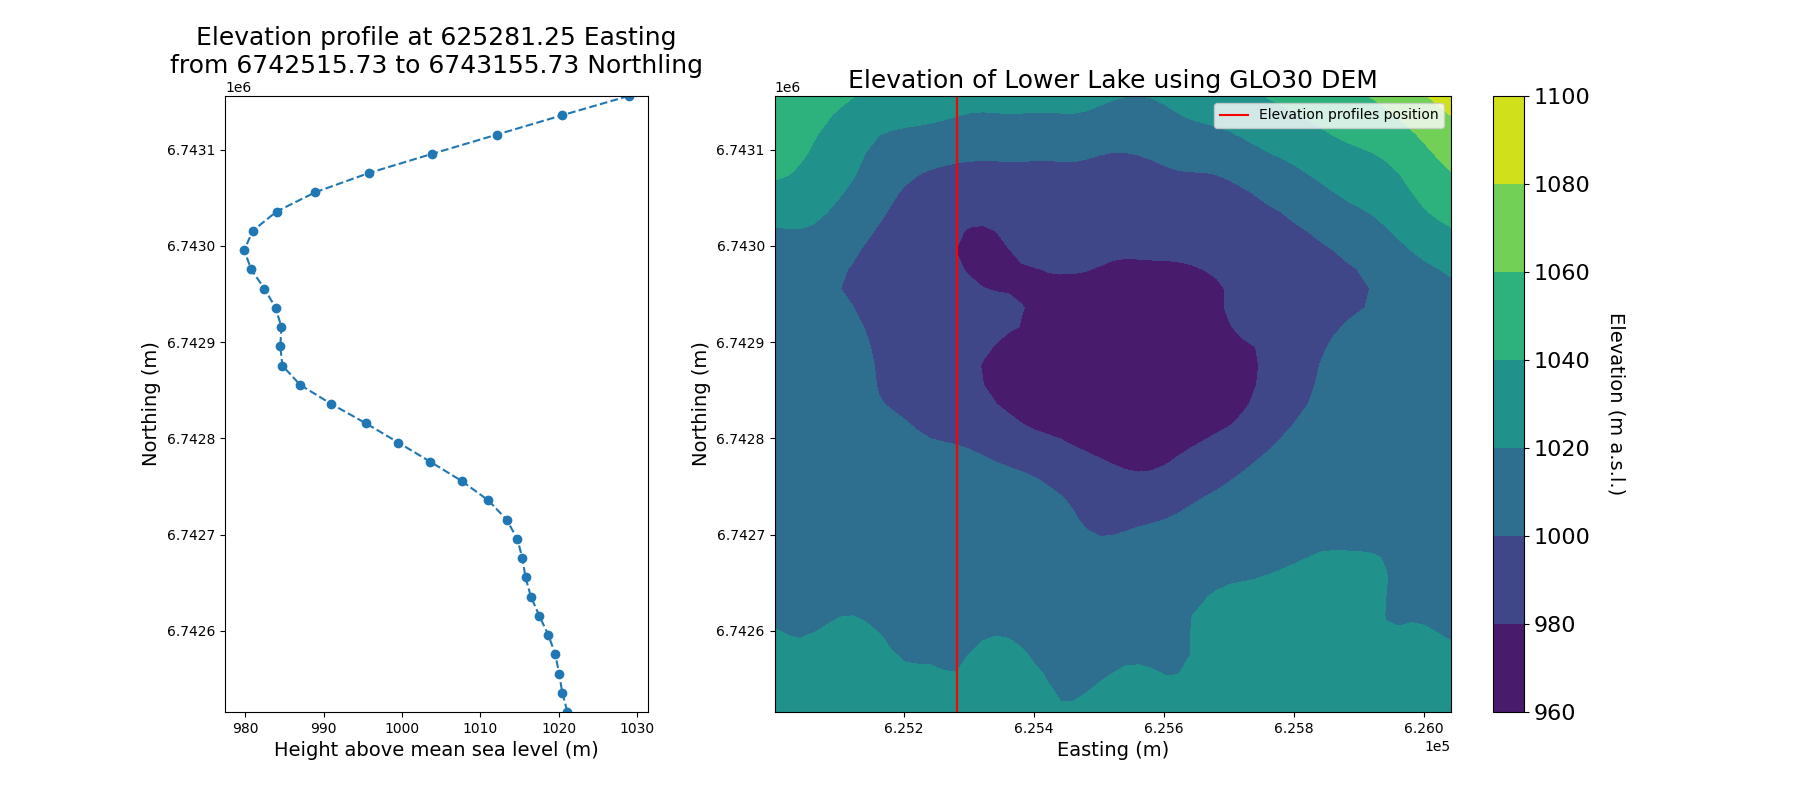 Elevation profile at 625281.25 Easting
from 6742515.73 to 6743155.73 Northling
1e6
6.7431
6.7430
6.7429
6.7428
6.7427
6.7426
Northing (m)
980 990 1000 1010 1020 1030
Height above mean sea level (m)
Elevation of Lower Lake using GLO30 DEM
1e6
Elevation profiles position
6.7431
6.7430
6.7429
6.7428
6.7427
6.7426
Northing (m)
6.252 6.254 6.256 6.258 6.260
1e5
Easting (m)
1100
1080
1060
1040
1020
1000
980
960
Elevation (m a.s.l.)